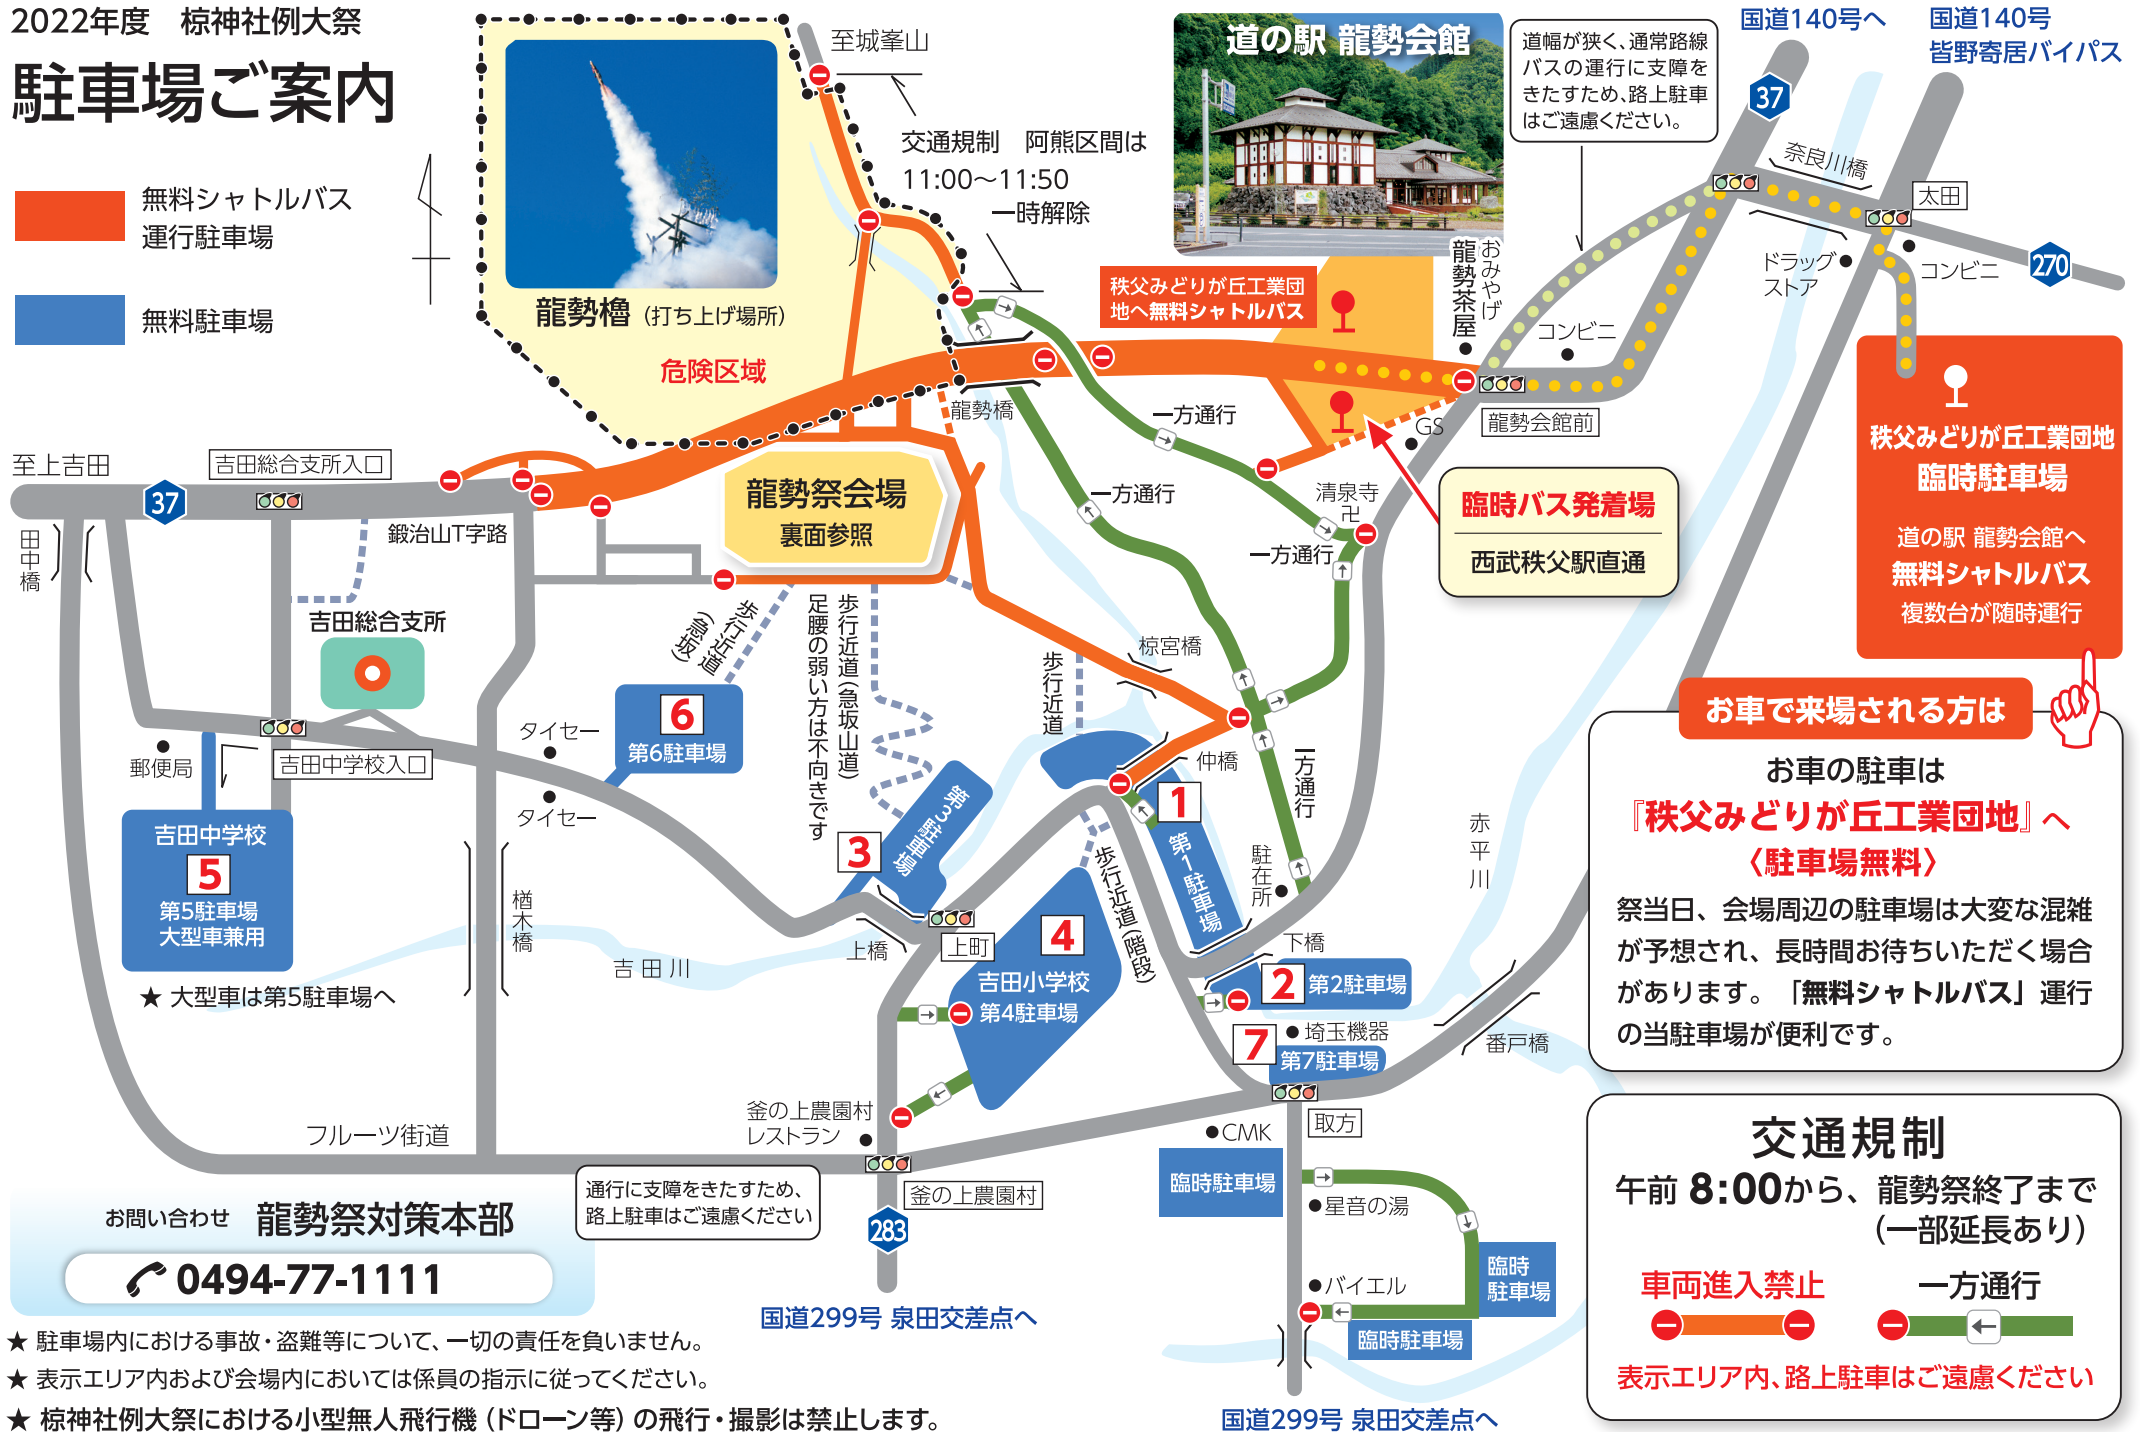 2022年度　椋神社例大祭
駐車場ご案内
無料シャトルバス
運行駐車場
無料駐車場
龍勢櫓（打ち上げ場所）
危険区域
至城峯山
交通規制　阿熊区間は
11:00〜11:50
一時解除
道の駅 龍勢会館
道幅が狭く、通常路線
バスの運行に支障を
きたすため、路上駐車
はご遠慮ください。
国道140号へ
国道140号
皆野寄居バイパス
37
奈良川橋
太田
270
ドラッグ
ストア
コンビニ
おみやげ
龍勢茶屋
コンビニ
秩父みどりが丘工業団
地へ無料シャトルバス
龍勢会館前
GS
龍勢橋
一方通行
一方通行
一方通行
清泉寺
卍
臨時バス発着場
西武秩父駅直通
秩父みどりが丘工業団地
臨時駐車場
道の駅 龍勢会館へ
無料シャトルバス
複数台が随時運行
至上吉田
37
吉田総合支所入口
鍛治山T字路
田中橋
龍勢祭会場
裏面参照
吉田総合支所
歩行近道
（急坂）
歩行近道（急坂山道）
足腰の弱い方は不向きです
歩行近道
椋宮橋
仲橋
一方通行
6
第6駐車場
タイセー
タイセー
郵便局
吉田中学校入口
吉田中学校
5
第5駐車場
大型車兼用
★ 大型車は第5駐車場へ
楢木橋
吉田川
3
第3駐車場
上橋
上町
1
第1駐車場
歩行近道（階段）
駐在所
赤平川
下橋
4
吉田小学校
第4駐車場
2
第2駐車場
7
埼玉機器
第7駐車場
番戸橋
取方
CMK
臨時駐車場
星音の湯
バイエル
臨時
駐車場
臨時駐車場
国道299号 泉田交差点へ
釜の上農園村
レストラン
釜の上農園村
283
国道299号 泉田交差点へ
フルーツ街道
通行に支障をきたすため、
路上駐車はご遠慮ください
お問い合わせ　龍勢祭対策本部
0494-77-1111
★ 駐車場内における事故・盗難等について、一切の責任を負いません。
★ 表示エリア内および会場内においては係員の指示に従ってください。
★ 椋神社例大祭における小型無人飛行機（ドローン等）の飛行・撮影は禁止します。
お車で来場される方は
お車の駐車は
『秩父みどりが丘工業団地』へ
〈駐車場無料〉
祭当日、会場周辺の駐車場は大変な混雑
が予想され、長時間お待ちいただく場合
があります。「無料シャトルバス」運行
の当駐車場が便利です。
交通規制
午前 8:00から、龍勢祭終了まで
（一部延長あり）
車両進入禁止
一方通行
表示エリア内、路上駐車はご遠慮ください